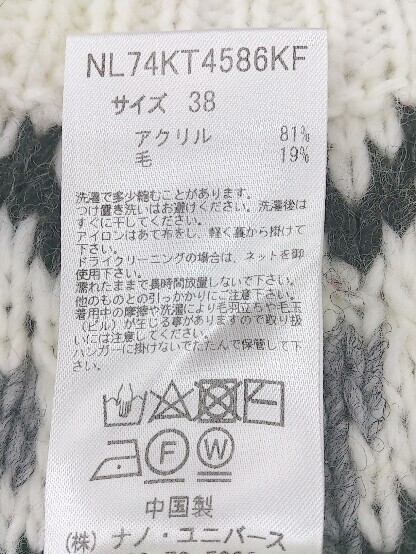 NL74KT4586KF
サイズ 38
アクリル 81%
毛 19%
洗濯で多少縮むことがあります。
つけ置き洗いはお避けください。洗濯後は
すぐに干してください。
アイロンはあて布をし、軽く裏から掛けて
下さい。
ドライクリーニングの場合は、ネットを御
使用下さい。
濡れたままで長時間放置しないで下さい。
他のものとの引っかかりにご注意下さい。
着用中の摩擦や洗濯により毛羽立ちや毛玉
(ピル)が生じる事がありますので取り扱
いには注意してください。
ハンガーに掛けないでたたんで保管して下
さい。
F W
中国製
(株) ナノ・ユニバース